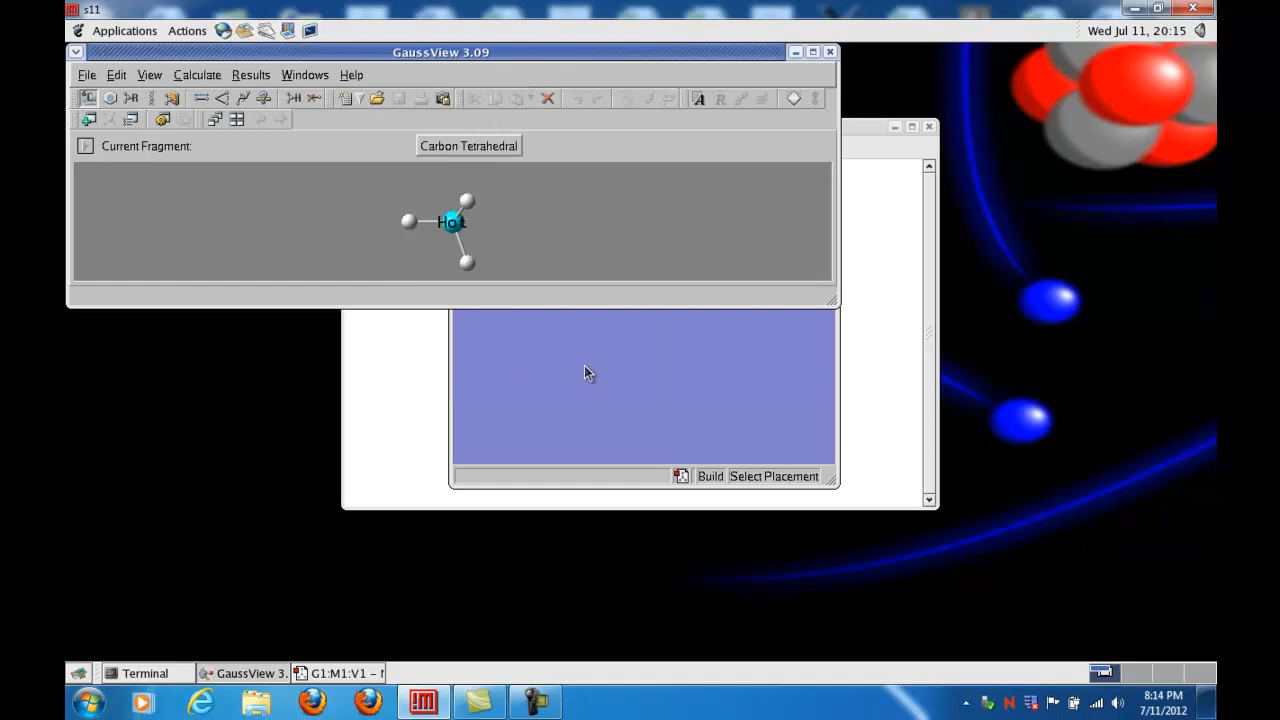 s11
Applications Actions Wed Jul 11, 20:15
GaussView 3.09
File Edit View Calculate Results Windows Help
Current Fragment: Carbon Tetrahedral
Hot
Build Select Placement
Terminal GaussView 3. G1:M1:V1 –
8:14 PM
7/11/2012